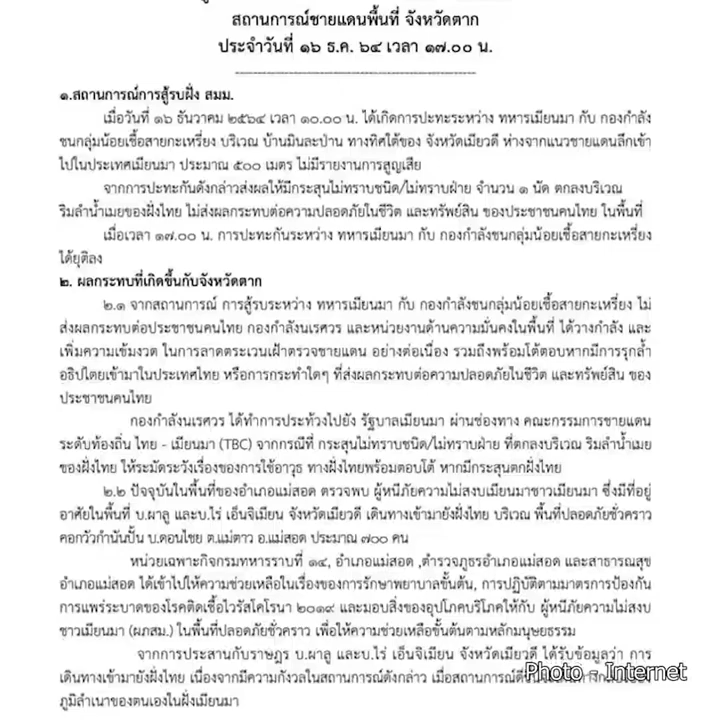 สถานการณ์ชายแดนพื้นที่ จังหวัดตาก
ประจำวันที่ ๑๖ ธ.ค. ๖๔ เวลา ๑๗.๐๐ น.
๑.สถานการณ์การสู้รบฝั่ง สมม.
เมื่อวันที่ ๑๖ ธันวาคม ๒๕๖๔ เวลา ๑๐.๐๐ น. ได้เกิดการปะทะระหว่าง ทหารเมียนมา กับ กองกำลัง
ชนกลุ่มน้อยเชื้อสายกะเหรี่ยง บริเวณ บ้านมินละป่าน ทางทิศใต้ของ จังหวัดเมียวดี ห่างจากแนวชายแดนลึกเข้า
ไปในประเทศเมียนมา ประมาณ ๕๐๐ เมตร ไม่มีรายงานการสูญเสีย
จากการปะทะกันดังกล่าวส่งผลให้มีกระสุนไม่ทราบชนิด/ไม่ทราบฝ่าย จำนวน ๑ นัด ตกลงบริเวณ
ริมลำน้ำเมยของฝั่งไทย ไม่ส่งผลกระทบต่อความปลอดภัยในชีวิต และทรัพย์สิน ของประชาชนคนไทย ในพื้นที่
เมื่อเวลา ๑๗.๐๐ น. การปะทะกันระหว่าง ทหารเมียนมา กับ กองกำลังชนกลุ่มน้อยเชื้อสายกะเหรี่ยง
ได้ยุติลง
๒. ผลกระทบที่เกิดขึ้นกับจังหวัดตาก
๒.๑ จากสถานการณ์ การสู้รบระหว่าง ทหารเมียนมา กับ กองกำลังชนกลุ่มน้อยเชื้อสายกะเหรี่ยง ไม่
ส่งผลกระทบต่อประชาชนคนไทย กองกำลังนเรศวร และหน่วยงานด้านความมั่นคงในพื้นที่ ได้วางกำลัง และ
เพิ่มความเข้มงวด ในการลาดตระเวนเฝ้าตรวจชายแดน อย่างต่อเนื่อง รวมถึงพร้อมโต้ตอบหากมีการรุกล้ำ
อธิปไตยเข้ามาในประเทศไทย หรือการกระทำใดๆ ที่ส่งผลกระทบต่อความปลอดภัยในชีวิต และทรัพย์สิน ของ
ประชาชนคนไทย
กองกำลังนเรศวร ได้ทำการประท้วงไปยัง รัฐบาลเมียนมา ผ่านช่องทาง คณะกรรมการชายแดน
ระดับท้องถิ่น ไทย - เมียนมา (TBC) จากกรณีที่ กระสุนไม่ทราบชนิด/ไม่ทราบฝ่าย ที่ตกลงบริเวณ ริมลำน้ำเมย
ของฝั่งไทย ให้ระมัดระวังเรื่องของการใช้อาวุธ ทางฝั่งไทยพร้อมตอบโต้ หากมีกระสุนตกฝั่งไทย
๒.๒ ปัจจุบันในพื้นที่ของอำเภอแม่สอด ตรวจพบ ผู้หนีภัยความไม่สงบเมียนมาชาวเมียนมา ซึ่งมีที่อยู่
อาศัยในพื้นที่ บ.ผาลู และบ.ไร่ เอ็นจิเมียน จังหวัดเมียวดี เดินทางเข้ามายังฝั่งไทย บริเวณ พื้นที่ปลอดภัยชั่วคราว
คอกวัวกำนันปั้น บ.ดอนไชย ต.แม่ตาว อ.แม่สอด ประมาณ ๗๐๐ คน
หน่วยเฉพาะกิจกรมทหารราบที่ ๑๔, อำเภอแม่สอด ,ตำรวจภูธรอำเภอแม่สอด และสาธารณสุข
อำเภอแม่สอด ได้เข้าไปให้ความช่วยเหลือในเรื่องของการรักษาพยาบาลขั้นต้น, การปฏิบัติตามมาตรการป้องกัน
การแพร่ระบาดของโรคติดเชื้อไวรัสโคโรนา ๒๐๑๙ และมอบสิ่งของอุปโภคบริโภคให้กับ ผู้หนีภัยความไม่สงบ
ชาวเมียนมา (ผภสม.) ในพื้นที่ปลอดภัยชั่วคราว เพื่อให้ความช่วยเหลือขั้นต้นตามหลักมนุษยธรรม
จากการประสานกับราษฎร บ.ผาลู และบ.ไร่ เอ็นจิเมียน จังหวัดเมียวดี ได้รับข้อมูลว่า การ
เดินทางเข้ามายังฝั่งไทย เนื่องจากมีความกังวลในสถานการณ์ดังกล่าว เมื่อสถานการณ์
ภูมิลำเนาของตนเองในฝั่งเมียนมา
Photo - Internet